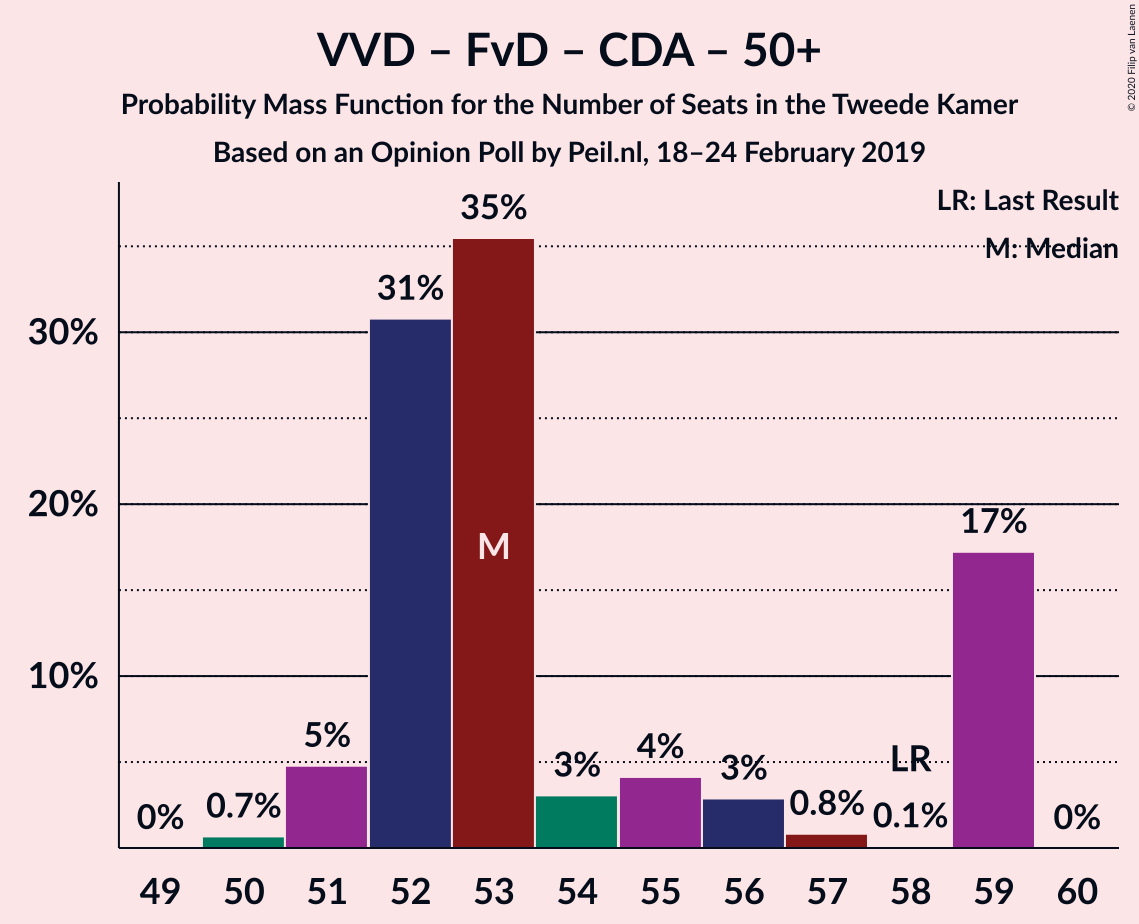 VVD – FvD – CDA – 50+
Probability Mass Function for the Number of Seats in the Tweede Kamer
Based on an Opinion Poll by Peil.nl, 18–24 February 2019
© 2020 Filip van Laenen
LR: Last Result
M: Median
30%
20%
10%
0%
0.7%
5%
31%
35%
M
3%
4%
3%
0.8%
LR
0.1%
17%
0%
49 50 51 52 53 54 55 56 57 58 59 60